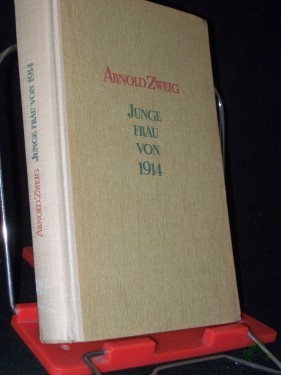 ARNOLD ZWEIG
JUNGE
FRAU
VON
1914
ARNOLD ZWEIG JUNGE FRAU VON 1914